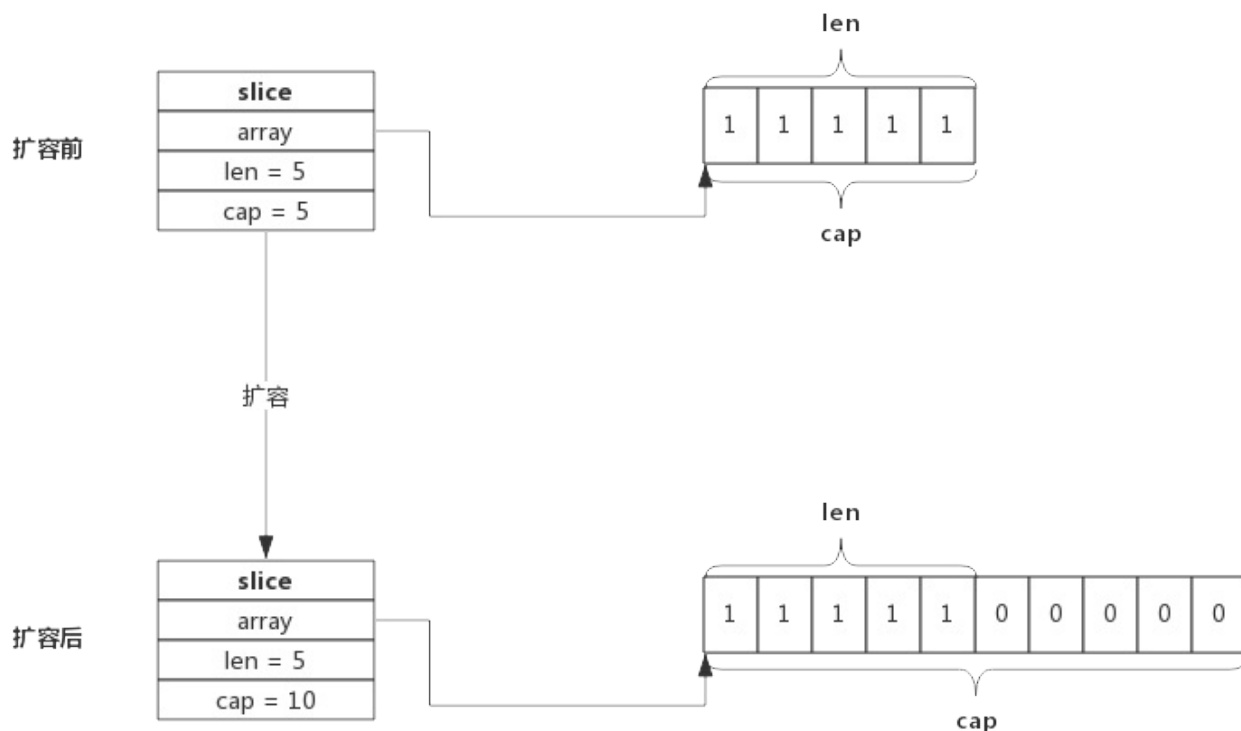 len
slice
array
len = 5
cap = 5
扩容前
1 1 1 1 1
cap
扩容
len
slice
array
len = 5
cap = 10
扩容后
1 1 1 1 1 0 0 0 0 0
cap